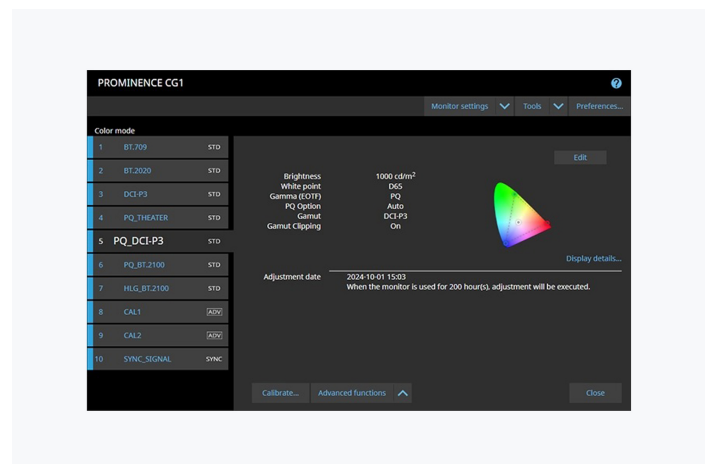 PROMINENCE CG1
?
Monitor settings Tools Preferences...
Color mode
1 BT.709 STD
2 BT.2020 STD
3 DCI-P3 STD
4 PQ_THEATER STD
5 PQ_DCI-P3 STD
6 PQ_BT.2100 STD
7 HLG_BT.2100 STD
8 CAL1 ADV
9 CAL2 ADV
10 SYNC_SIGNAL SYNC
Edit
Brightness 1000 cd/m²
White point D65
Gamma (EOTF) PQ
PQ Option Auto
Gamut DCI-P3
Gamut Clipping On
Display details...
Adjustment date 2024-10-01 15:03
When the monitor is used for 200 hour(s), adjustment will be executed.
Calibrate... Advanced functions Close